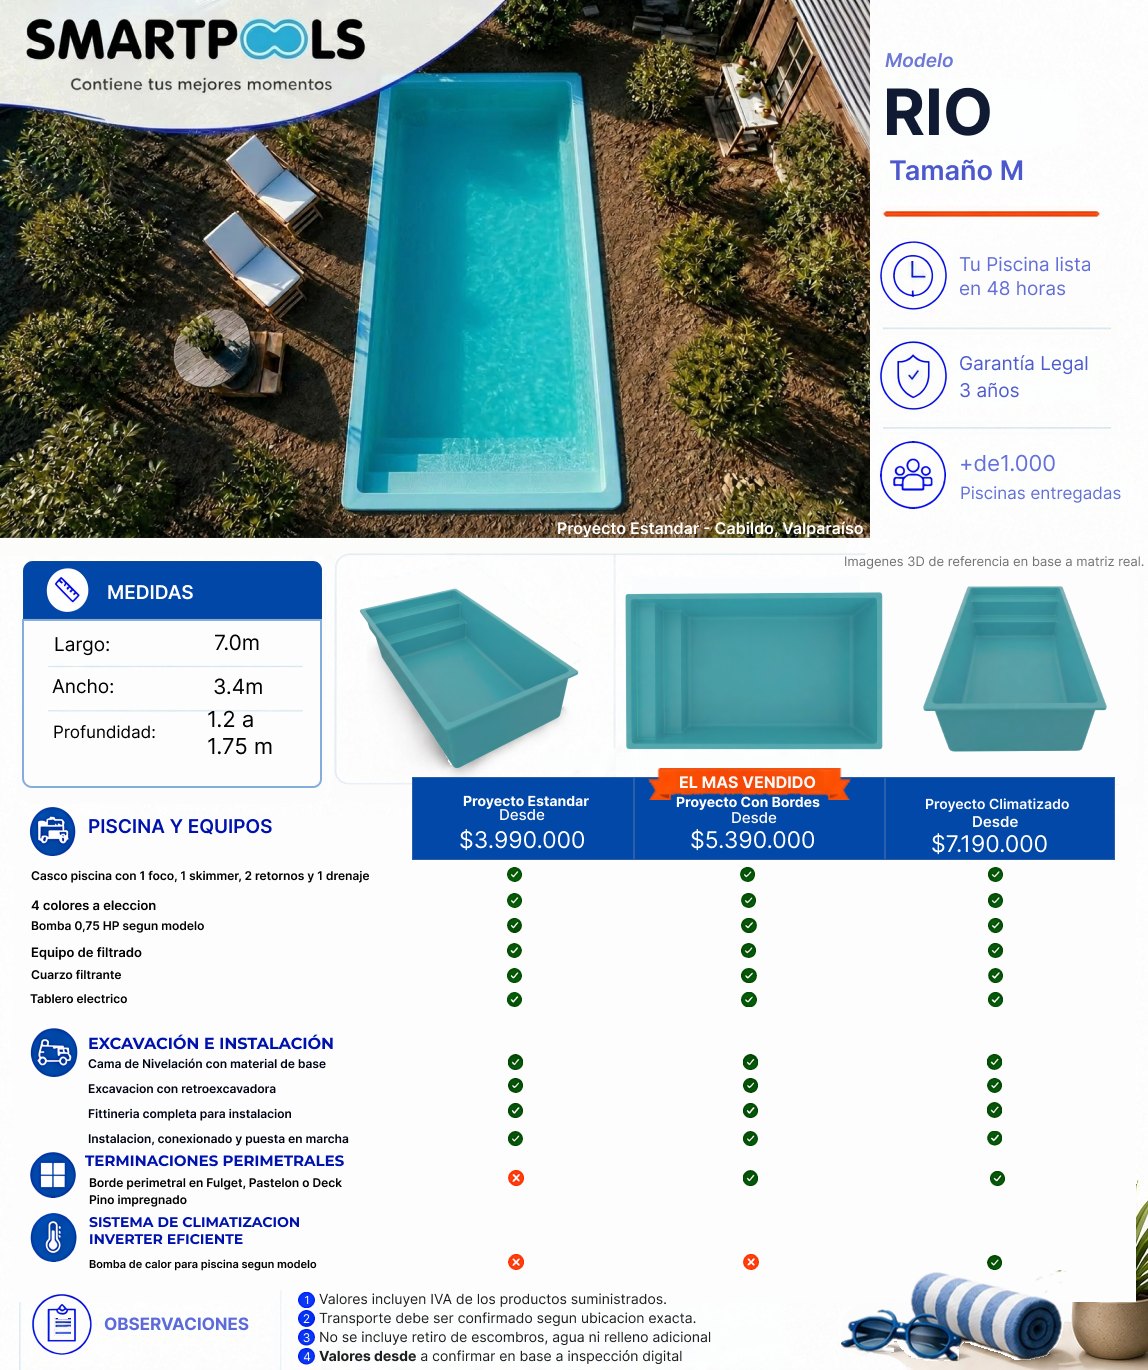 SMARTPOOLS
Contiene tus mejores momentos
Modelo
RIO
Tamaño M
Tu Piscina lista
en 48 horas
Garantía Legal
3 años
+de1.000
Piscinas entregadas
Proyecto Estandar - Cabildo, Valparaíso
Imagenes 3D de referencia en base a matriz real.
MEDIDAS
Largo: 7.0m
Ancho: 3.4m
Profundidad: 1.2 a
1.75 m
EL MAS VENDIDO
Proyecto Estandar
Desde
$3.990.000
Proyecto Con Bordes
Desde
$5.390.000
Proyecto Climatizado
Desde
$7.190.000
PISCINA Y EQUIPOS
Casco piscina con 1 foco, 1 skimmer, 2 retornos y 1 drenaje
4 colores a eleccion
Bomba 0,75 HP segun modelo
Equipo de filtrado
Cuarzo filtrante
Tablero electrico
EXCAVACIÓN E INSTALACIÓN
Cama de Nivelación con material de base
Excavacion con retroexcavadora
Fittineria completa para instalacion
Instalacion, conexionado y puesta en marcha
TERMINACIONES PERIMETRALES
Borde perimetral en Fulget, Pastelon o Deck
Pino impregnado
SISTEMA DE CLIMATIZACION
INVERTER EFICIENTE
Bomba de calor para piscina segun modelo
OBSERVACIONES
1 Valores incluyen IVA de los productos suministrados.
2 Transporte debe ser confirmado segun ubicacion exacta.
3 No se incluye retiro de escombros, agua ni relleno adicional
4 Valores desde a confirmar en base a inspección digital